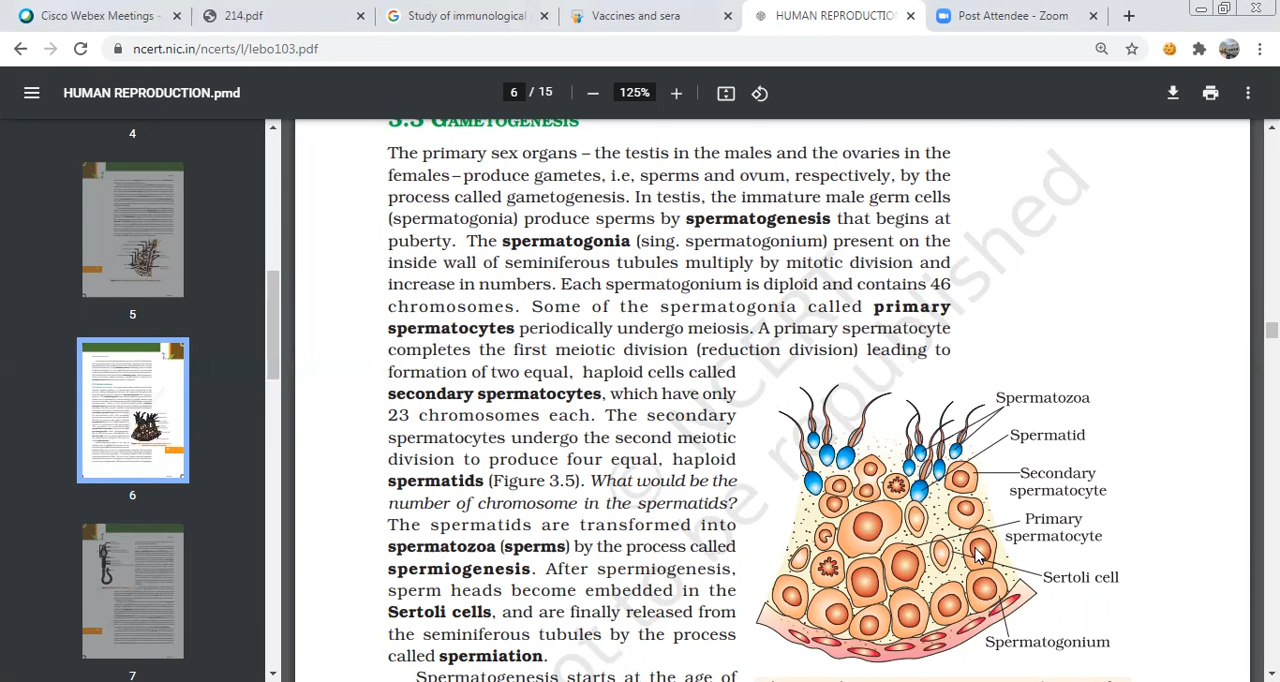 Cisco Webex Meetings -
214.pdf
Study of immunological
Vaccines and sera
HUMAN REPRODUCTIO
Post Attendee - Zoom
ncert.nic.in/ncerts/l/lebo103.pdf
HUMAN REPRODUCTION.pmd
6 / 15
125%
4
5
6
7
3.3 GAMETOGENESIS
The primary sex organs – the testis in the males and the ovaries in the
females – produce gametes, i.e, sperms and ovum, respectively, by the
process called gametogenesis. In testis, the immature male germ cells
(spermatogonia) produce sperms by spermatogenesis that begins at
puberty. The spermatogonia (sing. spermatogonium) present on the
inside wall of seminiferous tubules multiply by mitotic division and
increase in numbers. Each spermatogonium is diploid and contains 46
chromosomes. Some of the spermatogonia called primary
spermatocytes periodically undergo meiosis. A primary spermatocyte
completes the first meiotic division (reduction division) leading to
formation of two equal, haploid cells called
secondary spermatocytes, which have only
23 chromosomes each. The secondary
spermatocytes undergo the second meiotic
division to produce four equal, haploid
spermatids (Figure 3.5). What would be the
number of chromosome in the spermatids?
The spermatids are transformed into
spermatozoa (sperms) by the process called
spermiogenesis. After spermiogenesis,
sperm heads become embedded in the
Sertoli cells, and are finally released from
the seminiferous tubules by the process
called spermiation.
Spermatogenesis starts at the age of
Spermatozoa
Spermatid
Secondary
spermatocyte
Primary
spermatocyte
Sertoli cell
Spermatogonium
© NCERT
not to be republished